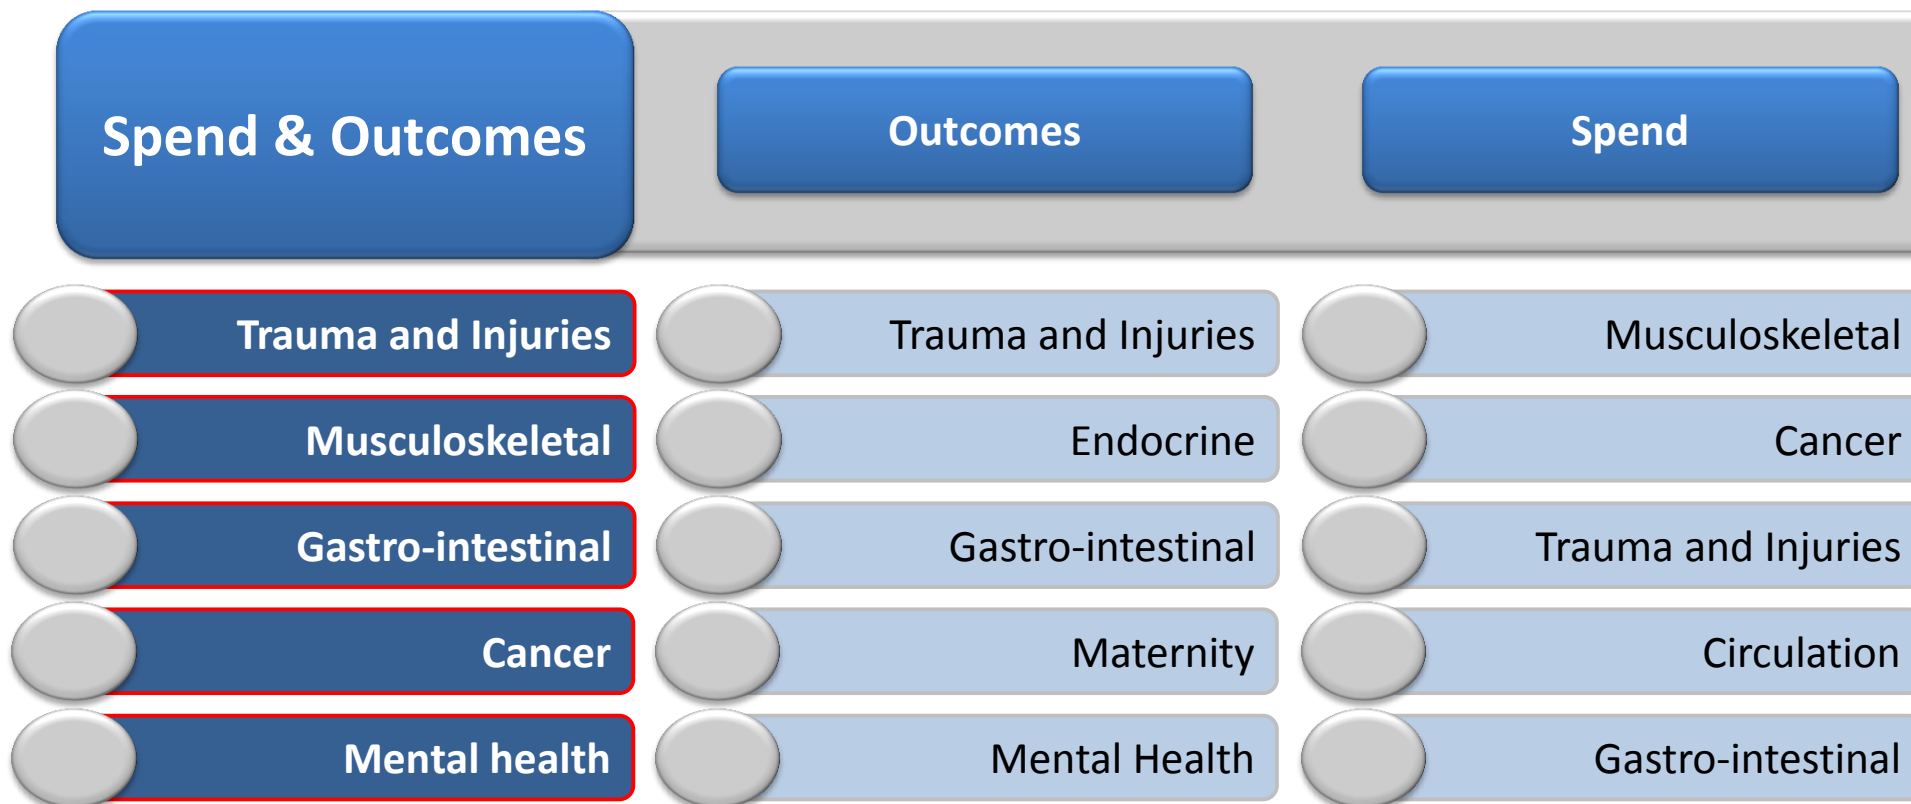 Spend & Outcomes
Outcomes
Spend
Trauma and Injuries
Trauma and Injuries
Musculoskeletal
Musculoskeletal
Endocrine
Cancer
Gastro-intestinal
Gastro-intestinal
Trauma and Injuries
Cancer
Maternity
Circulation
Mental health
Mental Health
Gastro-intestinal